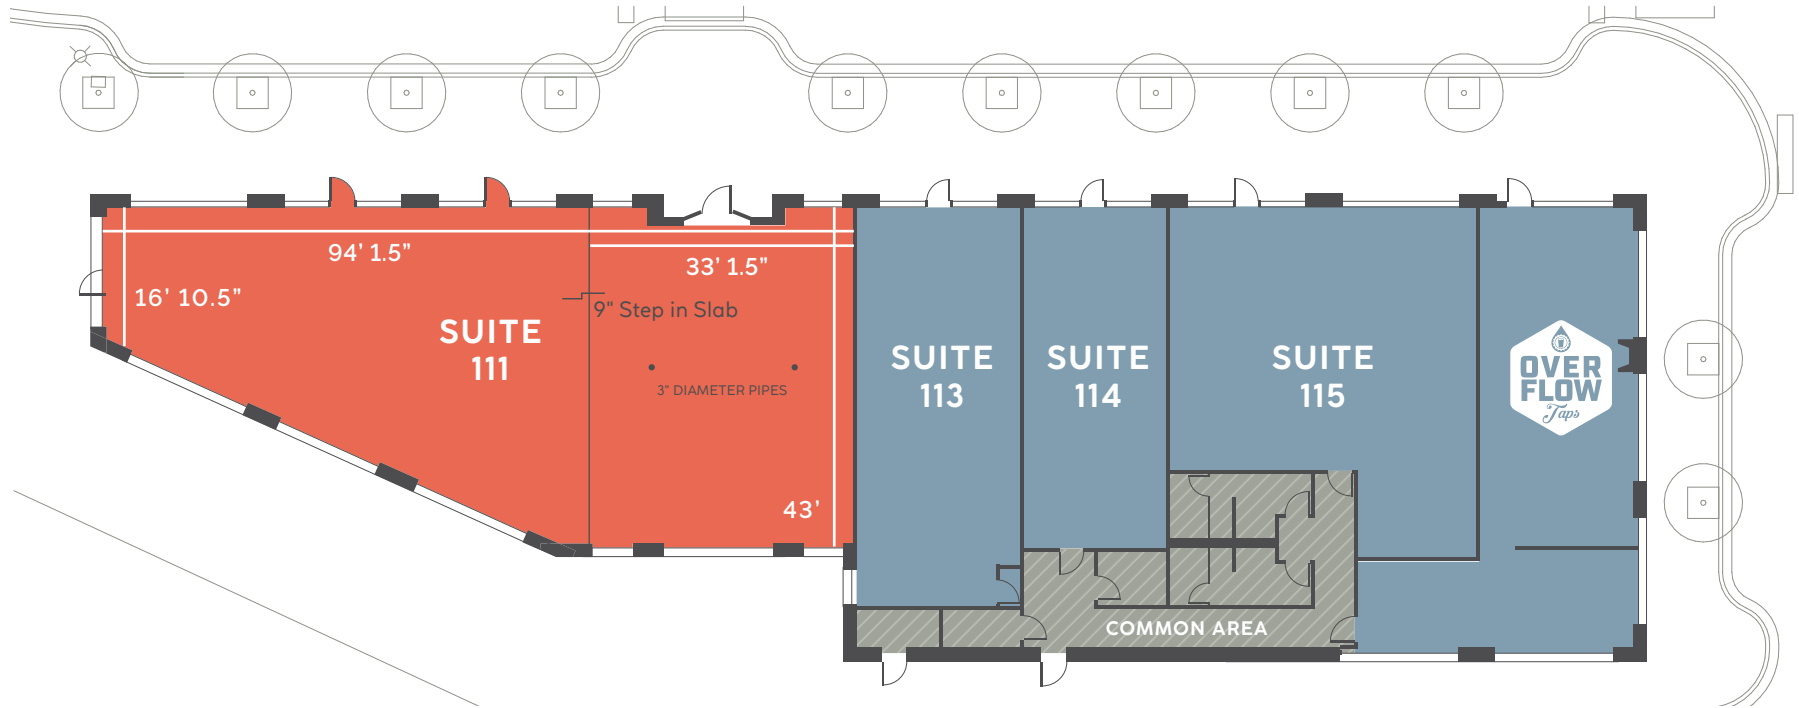 94' 1.5"
33' 1.5"
16' 10.5"
9" Step in Slab
SUITE
111
3" DIAMETER PIPES
43'
SUITE
113
SUITE
114
SUITE
115
OVER
FLOW
Taps
COMMON AREA